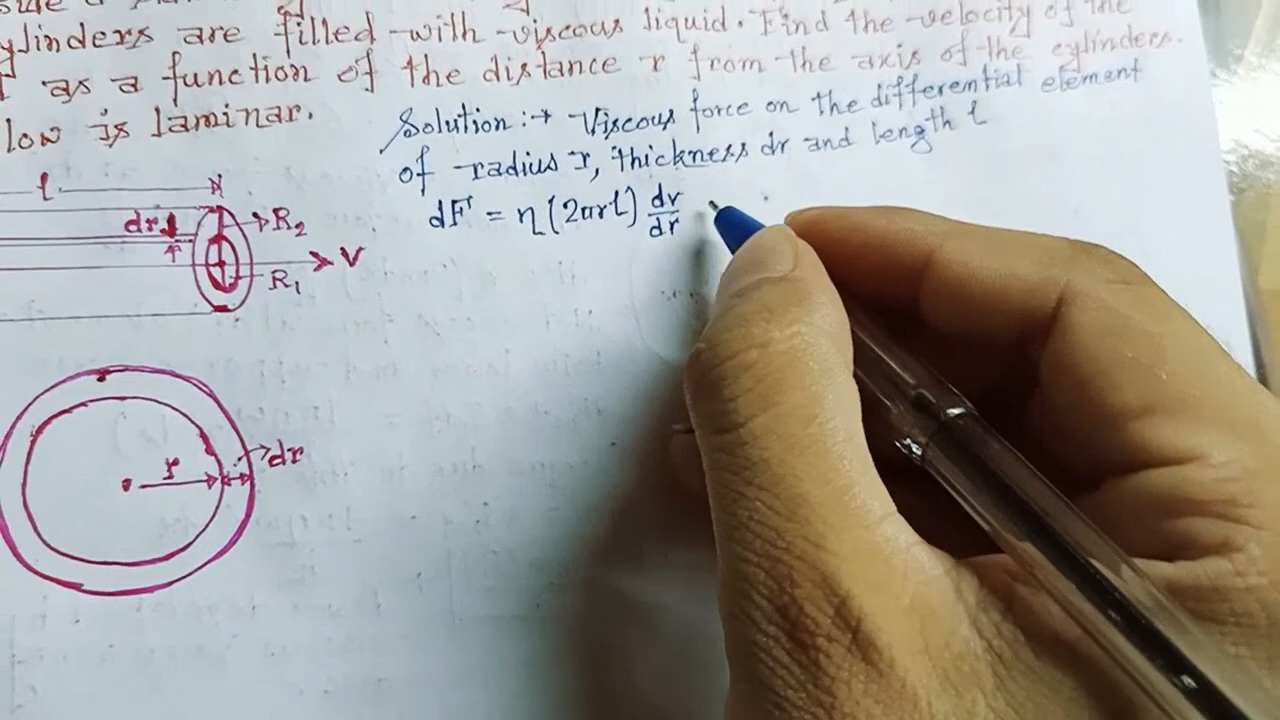 cylinders are filled with viscous liquid. Find the velocity of the
as a function of the distance r from the axis of the cylinders.
low is laminar.
Solution :→ Viscous force on the differential element
of radius r, thickness dr and length l
dF = η(2πrl) dv/dr
l
dr
R₂
V
R₁
r
dr